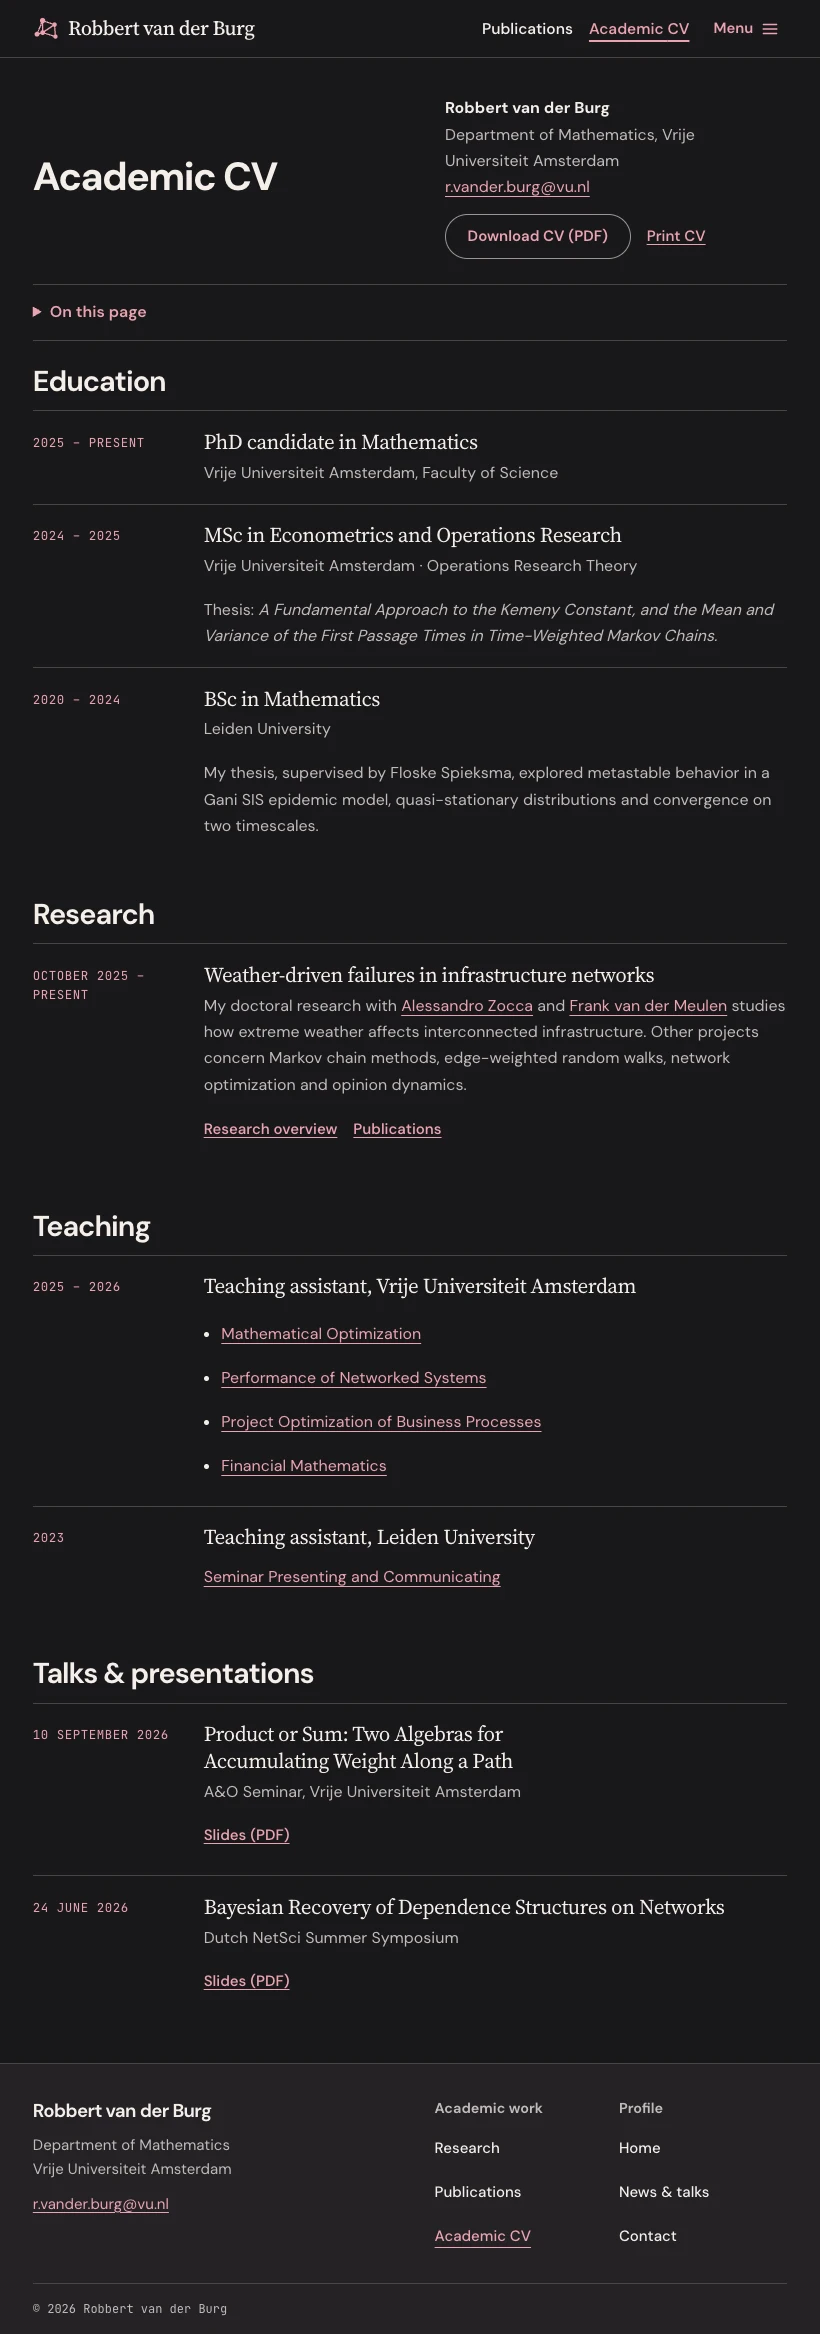 Robbert van der Burg
Publications Academic CV Menu
Academic CV
Robbert van der Burg
Department of Mathematics, Vrije
Universiteit Amsterdam
r.vander.burg@vu.nl
Download CV (PDF) Print CV
On this page
Education
2025 – PRESENT
PhD candidate in Mathematics
Vrije Universiteit Amsterdam, Faculty of Science
2024 – 2025
MSc in Econometrics and Operations Research
Vrije Universiteit Amsterdam · Operations Research Theory
Thesis: A Fundamental Approach to the Kemeny Constant, and the Mean and
Variance of the First Passage Times in Time-Weighted Markov Chains.
2020 – 2024
BSc in Mathematics
Leiden University
My thesis, supervised by Floske Spieksma, explored metastable behavior in a
Gani SIS epidemic model, quasi-stationary distributions and convergence on
two timescales.
Research
OCTOBER 2025 –
PRESENT
Weather-driven failures in infrastructure networks
My doctoral research with Alessandro Zocca and Frank van der Meulen studies
how extreme weather affects interconnected infrastructure. Other projects
concern Markov chain methods, edge-weighted random walks, network
optimization and opinion dynamics.
Research overview Publications
Teaching
2025 – 2026
Teaching assistant, Vrije Universiteit Amsterdam
• Mathematical Optimization
• Performance of Networked Systems
• Project Optimization of Business Processes
• Financial Mathematics
2023
Teaching assistant, Leiden University
Seminar Presenting and Communicating
Talks & presentations
10 SEPTEMBER 2026
Product or Sum: Two Algebras for
Accumulating Weight Along a Path
A&O Seminar, Vrije Universiteit Amsterdam
Slides (PDF)
24 JUNE 2026
Bayesian Recovery of Dependence Structures on Networks
Dutch NetSci Summer Symposium
Slides (PDF)
Robbert van der Burg
Department of Mathematics
Vrije Universiteit Amsterdam
r.vander.burg@vu.nl
Academic work
Research
Publications
Academic CV
Profile
Home
News & talks
Contact
© 2026 Robbert van der Burg